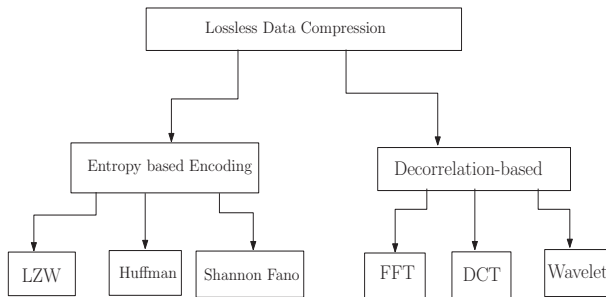 Lossless Data Compression
Entropy based Encoding
Decorrelation-based
LZW
Huffman
Shannon Fano
FFT
DCT
Wavelet